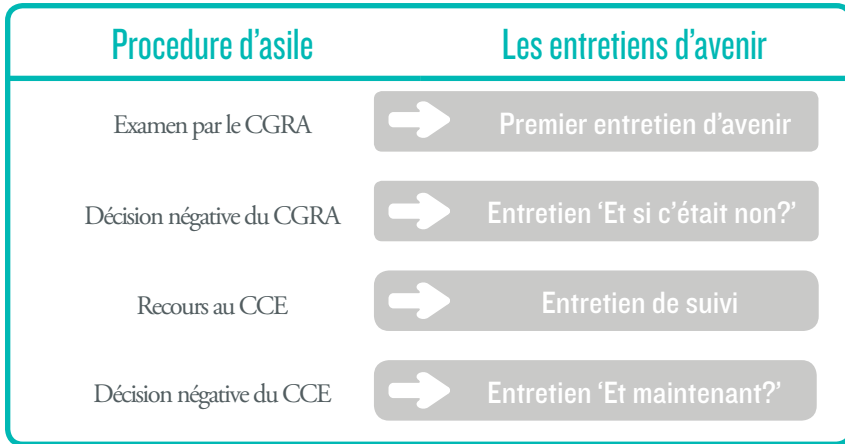 Procedure d'asile
Les entretiens d'avenir
Examen par le CGRA
Premier entretien d'avenir
Décision négative du CGRA
Entretien 'Et si c'était non?'
Recours au CCE
Entretien de suivi
Décision négative du CCE
Entretien 'Et maintenant?'